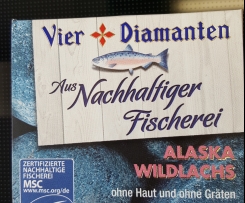 Vier Diamanten
Aus Nachhaltiger
Fischerei
ALASKA
WILDLACHS
ohne Haut und ohne Gräten
ZERTIFIZIERTE
NACHHALTIGE
FISCHEREI
MSC
www.msc.org/de